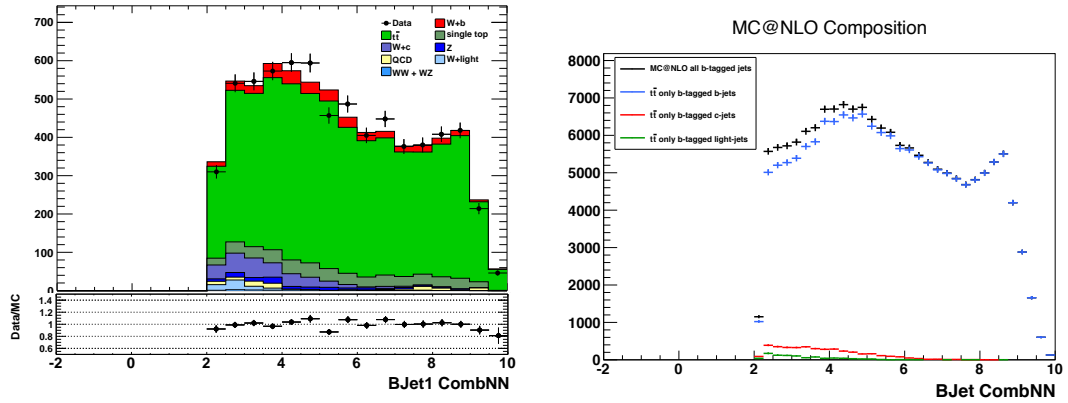 700
600
500
400
300
200
100
0
Data
W+b
tt̄
single top
W+c
Z
QCD
W+light
WW + WZ
Data/MC
1.4
1.2
1
0.8
0.6
-2 0 2 4 6 8 10
BJet1 CombNN
MC@NLO Composition
8000
7000
6000
5000
4000
3000
2000
1000
0
MC@NLO all b-tagged jets
tt̄ only b-tagged b-jets
tt̄ only b-tagged c-jets
tt̄ only b-tagged light-jets
-2 0 2 4 6 8 10
BJet CombNN